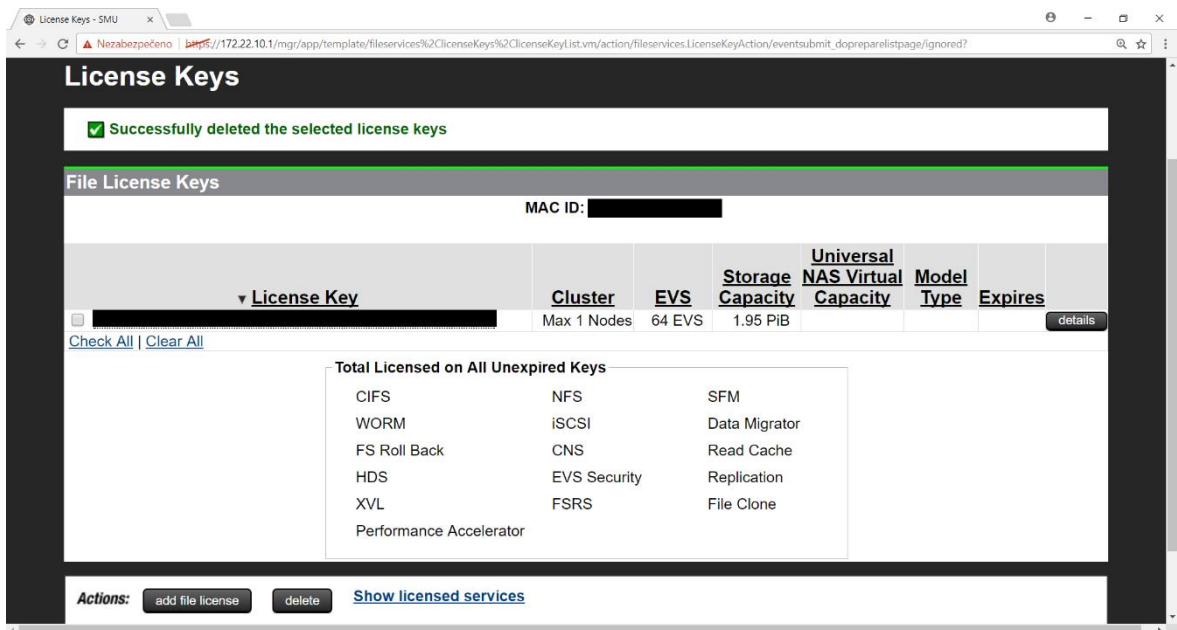 License Keys - SMU
Nezabezpečeno | https://172.22.10.1/mgr/app/template/fileservices%2ClicenseKeys%2ClicenseKeyList.vm/action/fileservices.LicenseKeyAction/eventsubmit_dopreparelistpage/ignored?
License Keys
Successfully deleted the selected license keys
File License Keys
MAC ID:
License Key Cluster EVS Storage Capacity Universal NAS Virtual Capacity Model Type Expires
Max 1 Nodes 64 EVS 1.95 PiB details
Check All | Clear All
Total Licensed on All Unexpired Keys
CIFS NFS SFM
WORM iSCSI Data Migrator
FS Roll Back CNS Read Cache
HDS EVS Security Replication
XVL FSRS File Clone
Performance Accelerator
Actions: add file license delete Show licensed services